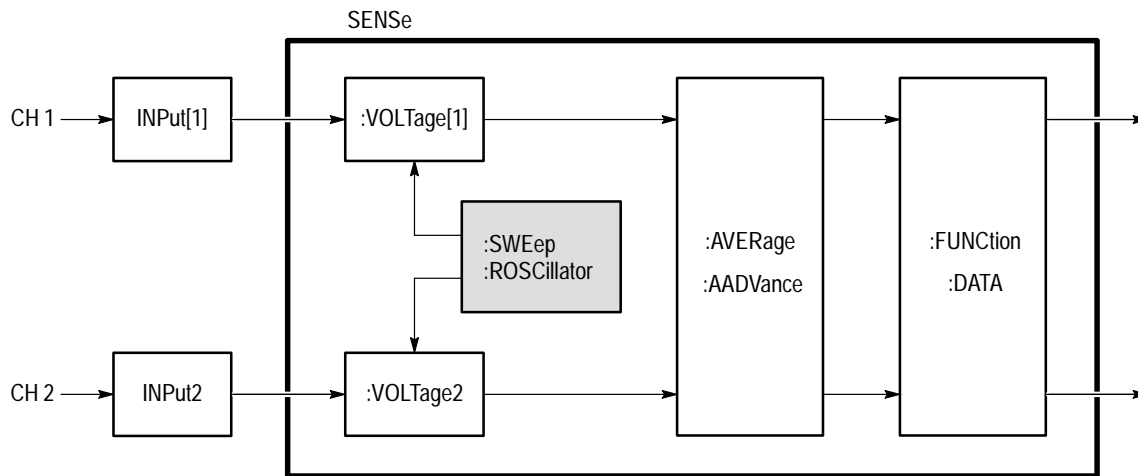 SENSe
CH 1
INPut[1]
:VOLTage[1]
:SWEep
:ROSCillator
:AVERage
:AADVance
:FUNCtion
:DATA
CH 2
INPut2
:VOLTage2